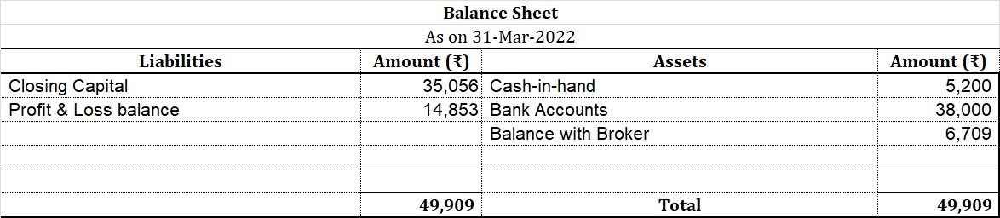 Balance Sheet
As on 31-Mar-2022
Liabilities Amount (₹) Assets Amount (₹)
Closing Capital 35,056 Cash-in-hand 5,200
Profit & Loss balance 14,853 Bank Accounts 38,000
Balance with Broker 6,709
49,909 Total 49,909